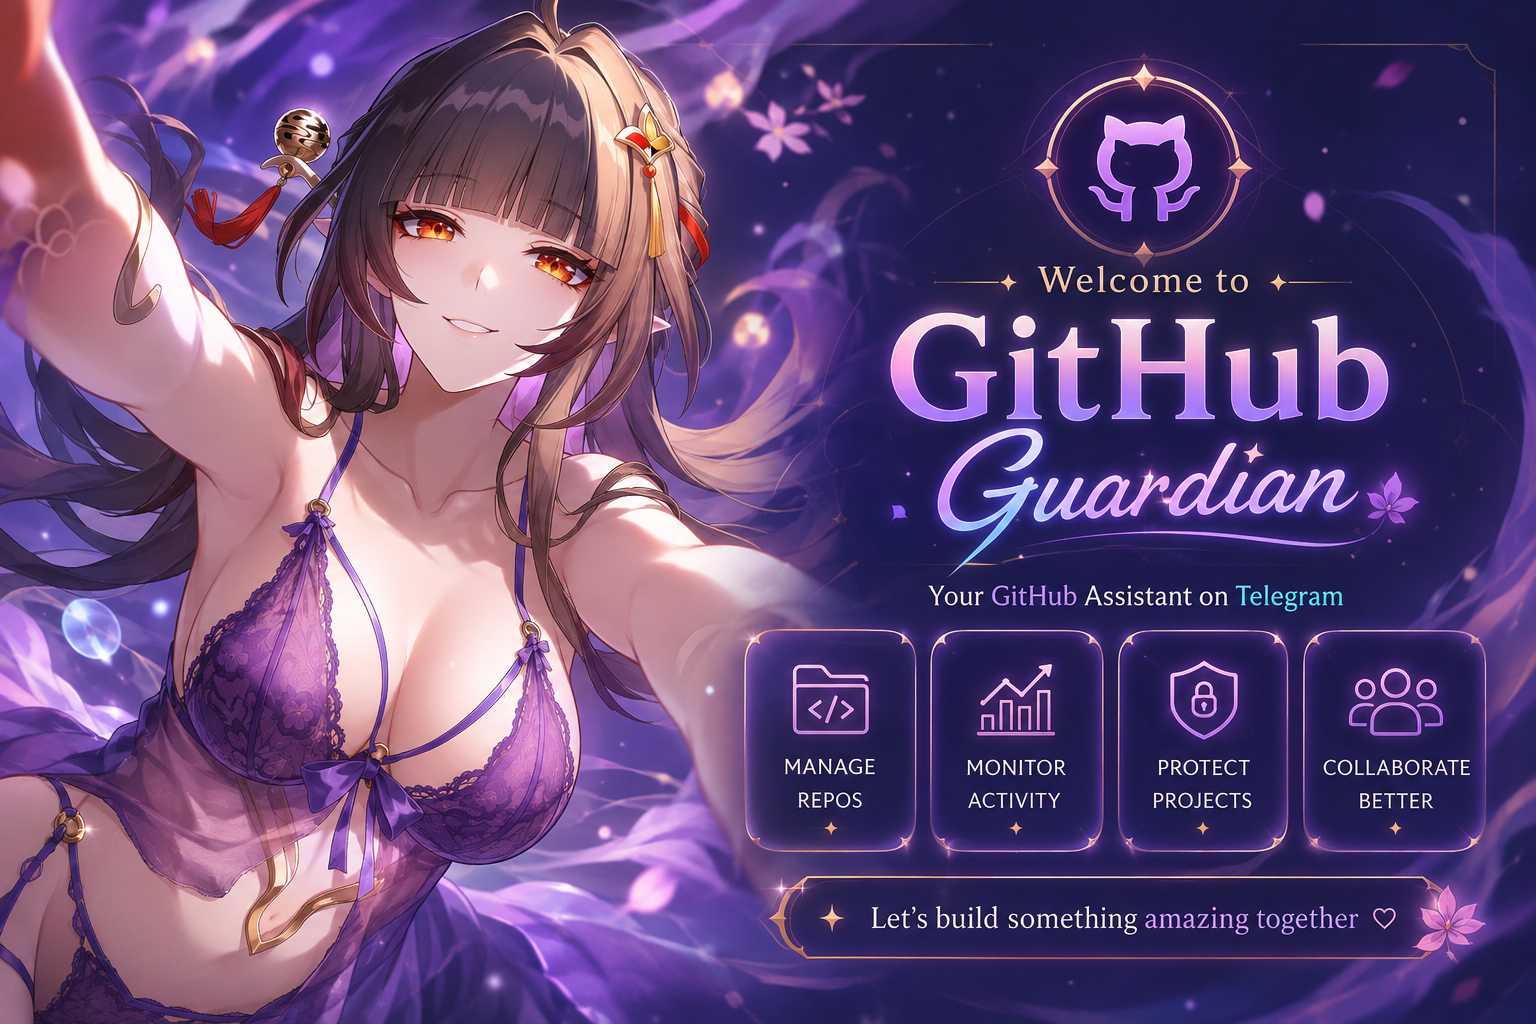 Welcome to
GitHub
Guardian
Your GitHub Assistant on Telegram
MANAGE
REPOS
MONITOR
ACTIVITY
PROTECT
PROJECTS
COLLABORATE
BETTER
Let's build something amazing together ♡